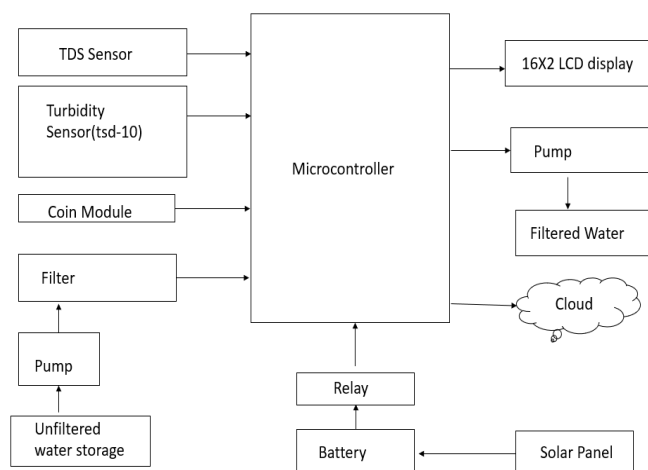 TDS Sensor
Turbidity
Sensor(tsd-10)
Coin Module
Filter
Pump
Unfiltered
water storage
Microcontroller
Relay
Battery
16X2 LCD display
Pump
Filtered Water
Cloud
Solar Panel